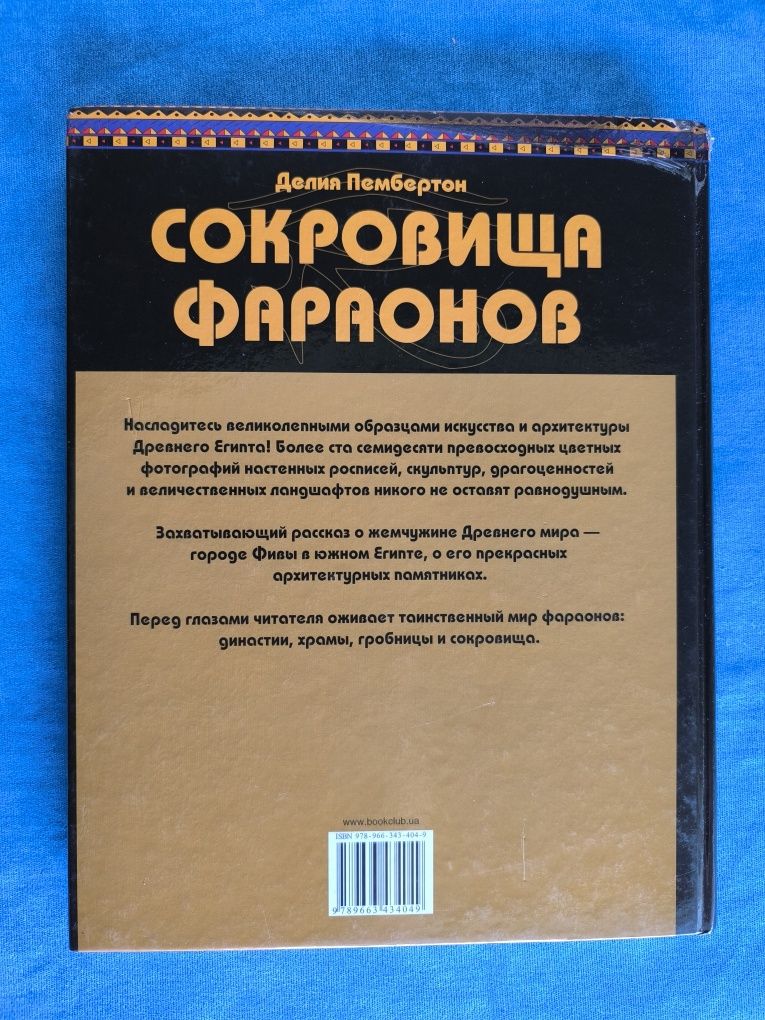 Делия Пембертон
СОКРОВИЩА
ФАРАОНОВ
Насладитесь великолепными образцами искусства и архитектуры
Древнего Египта! Более ста семидесяти превосходных цветных
фотографий настенных росписей, скульптур, драгоценностей
и величественных ландшафтов никого не оставят равнодушным.
Захватывающий рассказ о жемчужине Древнего мира —
городе Фивы в южном Египте, о его прекрасных
архитектурных памятниках.
Перед глазами читателя оживает таинственный мир фараонов:
династии, храмы, гробницы и сокровища.
www.bookclub.ua
ISBN 978-966-343-404-9
9 789663 434049